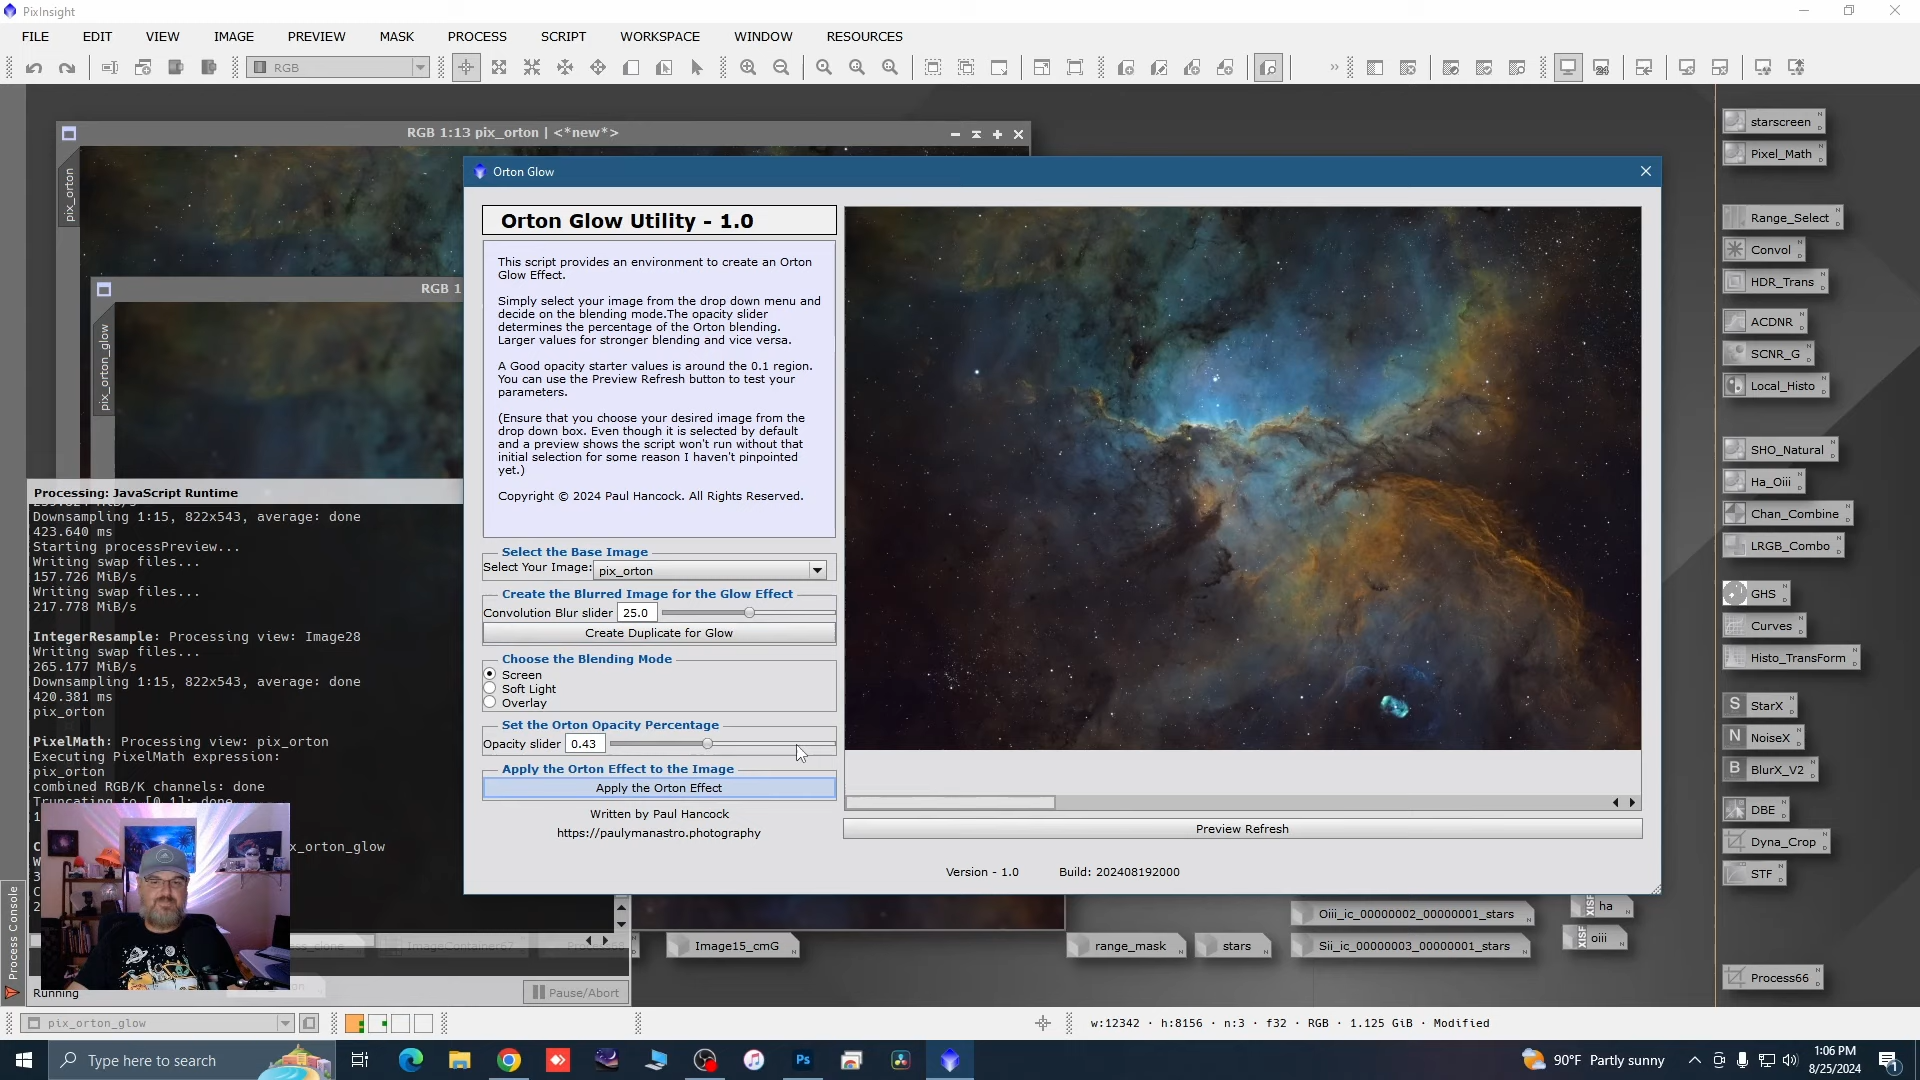 PixInsight
FILE EDIT VIEW IMAGE PREVIEW MASK PROCESS SCRIPT WORKSPACE WINDOW RESOURCES
RGB
RGB 1:13 pix_orton | <*new*>
pix_orton
RGB 1
pix_orton_glow
Orton Glow
Orton Glow Utility - 1.0
This script provides an environment to create an Orton
Glow Effect.
Simply select your image from the drop down menu and
decide on the blending mode.The opacity slider
determines the percentage of the Orton blending.
Larger values for stronger blending and vice versa.
A Good opacity starter values is around the 0.1 region.
You can use the Preview Refresh button to test your
parameters.
(Ensure that you choose your desired image from the
drop down box. Even though it is selected by default
and a preview shows the script won't run without that
initial selection for some reason I haven't pinpointed
yet.)
Copyright © 2024 Paul Hancock. All Rights Reserved.
Select the Base Image
Select Your Image: pix_orton
Create the Blurred Image for the Glow Effect
Convolution Blur slider 25.0
Create Duplicate for Glow
Choose the Blending Mode
Screen
Soft Light
Overlay
Set the Orton Opacity Percentage
Opacity slider 0.43
Apply the Orton Effect to the Image
Apply the Orton Effect
Written by Paul Hancock
https://paulymanastro.photography
Preview Refresh
Version - 1.0 Build: 202408192000
Processing: JavaScript Runtime
Downsampling 1:15, 822x543, average: done
423.640 ms
Starting processPreview...
Writing swap files...
157.726 MiB/s
Writing swap files...
217.778 MiB/s
IntegerResample: Processing view: Image28
Writing swap files...
265.177 MiB/s
Downsampling 1:15, 822x543, average: done
420.381 ms
pix_orton
PixelMath: Processing view: pix_orton
Executing PixelMath expression:
pix_orton
combined RGB/K channels: done
Truncating to [0,1]: done
x_orton_glow
Process Console
Running
Pause/Abort
ImageContainer67
Image15_cmG
range_mask
stars
Oiii_ic_00000002_00000001_stars
Sii_ic_00000003_00000001_stars
ha
oiii
XISF
XISF
starscreen
Pixel_Math
Range_Select
Convol
HDR_Trans
ACDNR
SCNR_G
Local_Histo
SHO_Natural
Ha_Oiii
Chan_Combine
LRGB_Combo
GHS
Curves
Histo_TransForm
S StarX
N NoiseX
B BlurX_V2
DBE
Dyna_Crop
STF
Process66
pix_orton_glow
w:12342 · h:8156 · n:3 · f32 · RGB · 1.125 GiB · Modified
Type here to search
Ps
90°F Partly sunny
1:06 PM
8/25/2024
1